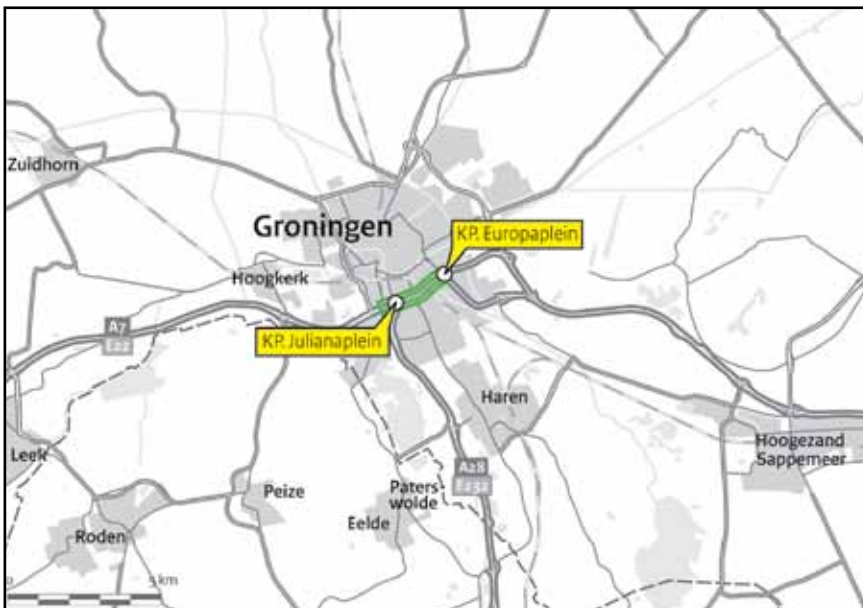 Zuidhorn
Groningen
KP. Europaplein
Hoogkerk
A7
E22
KP. Julianaplein
Haren
Leek
Hoogezand
Sappemeer
A28
E232
Peize
Paters
wolde
Eelde
Roden
0
5 km